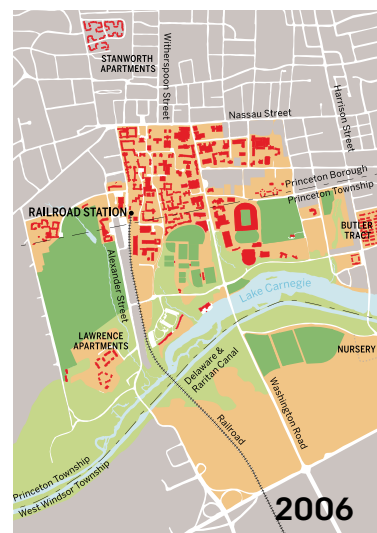 STANWORTH
APARTMENTS
Witherspoon Street
Nassau Street
Harrison Street
Princeton Borough
Princeton Township
RAILROAD STATION
BUTLER
TRACT
Alexander Street
Lake Carnegie
LAWRENCE
APARTMENTS
NURSERY
Delaware &
Raritan Canal
Washington Road
Railroad
Princeton Township
West Windsor Township
2006